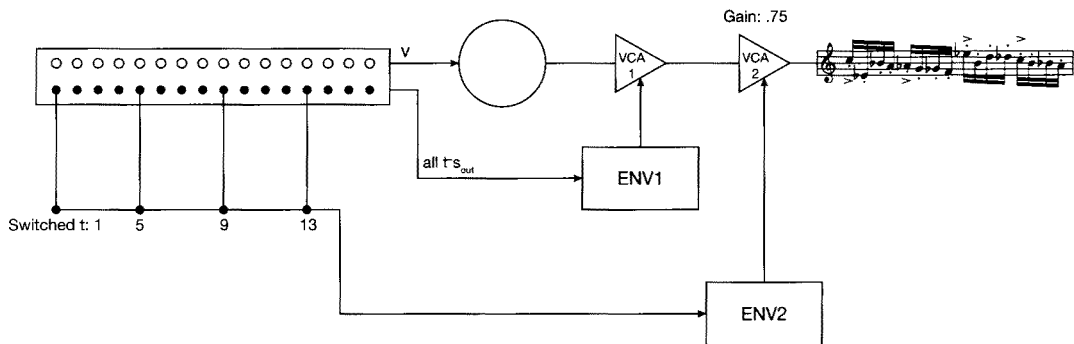 Gain: .75
V
VCA
1
VCA
2
all t's out
ENV1
Switched t: 1 5 9 13
ENV2